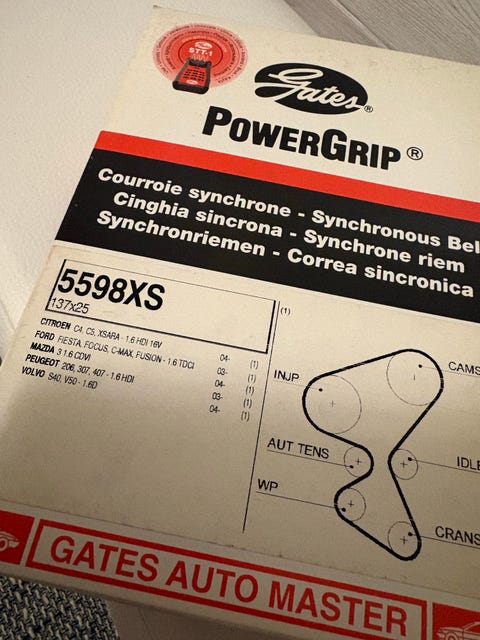 STT-1
Gates®
POWERGRIP®
Courroie synchrone - Synchronous Bel
Cinghia sincrona - Synchrone riem
Synchronriemen - Correa sincronica
5598XS
137x25
CITROEN C4, C5, XSARA - 1.6 HDI 16V 04- (1)
FORD FIESTA, FOCUS, C-MAX, FUSION - 1.6 TDCI 03- (1)
MAZDA 3 1.6 CDVI 04- (1)
PEUGEOT 206, 307, 407 - 1.6 HDI 03- (1)
VOLVO S40, V50 - 1.6D 04- (1)
(1)
CAMS
INJP
AUT TENS
IDLE
WP
CRANS
GATES AUTO MASTER